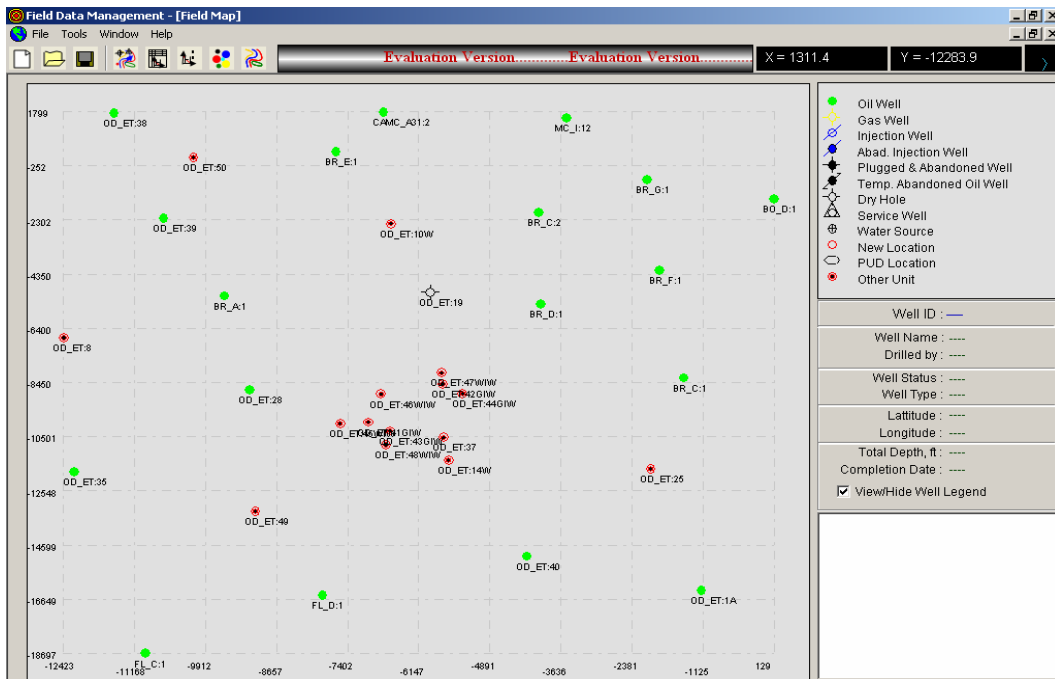 Field Data Management - [Field Map]
File Tools Window Help
Evaluation Version............Evaluation Version............ X = 1311.4 Y = -12283.9
1799
-252
-2302
-4350
-6400
-8450
-10501
-12548
-14599
-16649
-18697
-12423 -11168 -9912 -8657 -7402 -6147 -4891 -3636 -2381 -1125 129
OD_ET:38
CAMC_A31:2
MC_I:12
BR_E:1
OD_ET:50
BR_G:1
BO_D:1
OD_ET:39
OD_ET:10W
BR_C:2
BR_F:1
BR_A:1
OD_ET:19
BR_D:1
OD_ET:8
OD_ET:47WIW
OD_ET:42GIW
BR_C:1
OD_ET:28
OD_ET:46WIW
OD_ET:44GIW
OD_ET:43GIW
OD_ET:37
OD_ET:48WIW
OD_ET:14W
OD_ET:35
OD_ET:25
OD_ET:49
OD_ET:40
FL_D:1
OD_ET:1A
FL_C:1
Oil Well
Gas Well
Injection Well
Abad. Injection Well
Plugged & Abandoned Well
Temp. Abandoned Oil Well
Dry Hole
Service Well
Water Source
New Location
PUD Location
Other Unit
Well ID : ----
Well Name : ----
Drilled by : ----
Well Status : ----
Well Type : ----
Lattitude : ----
Longitude : ----
Total Depth, ft : ----
Completion Date : ----
View/Hide Well Legend